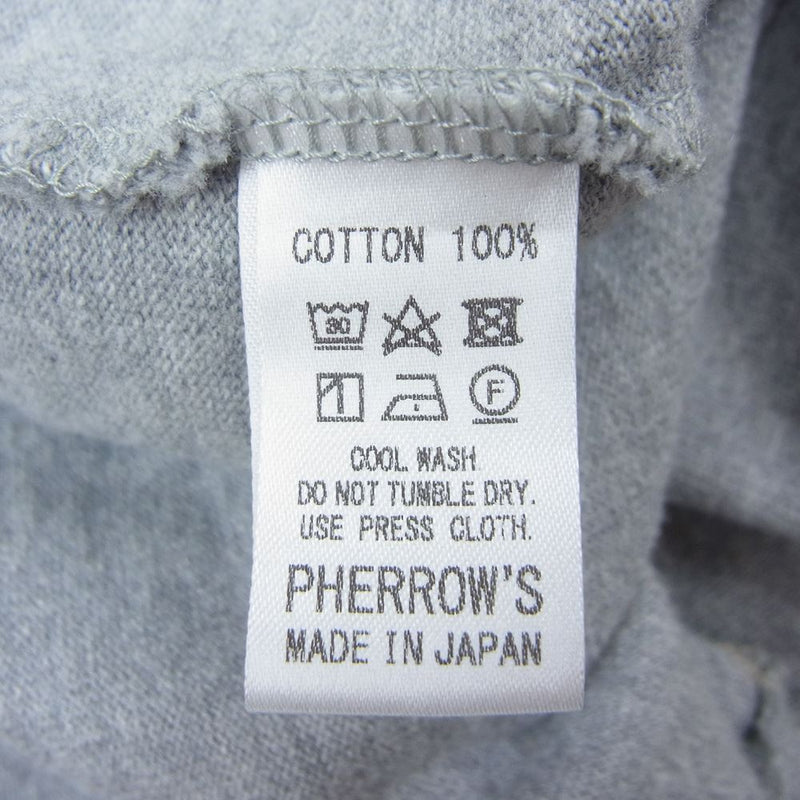 COTTON 100%
30
F
COOL WASH.
DO NOT TUMBLE DRY.
USE PRESS CLOTH.
PHERROW'S
MADE IN JAPAN